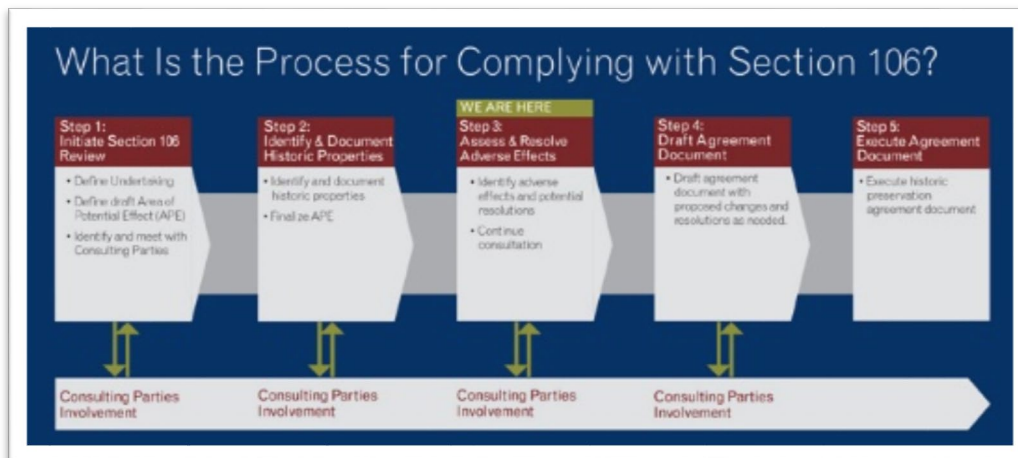 What Is the Process for Complying with Section 106?
WE ARE HERE
Step 1:
Initiate Section 106
Review
• Define Undertaking
• Define draft Area of
Potential Effect (APE)
• Identify and meet with
Consulting Parties
Step 2:
Identify & Document
Historic Properties
• Identify and document
historic properties
• Finalize APE
Step 3:
Assess & Resolve
Adverse Effects
• Identify adverse
effects and potential
resolutions
• Continue
consultation
Step 4:
Draft Agreement
Document
• Draft agreement
document with
proposed changes and
resolutions as needed.
Step 5:
Execute Agreement
Document
• Execute historic
preservation
agreement document
Consulting Parties
Involvement
Consulting Parties
Involvement
Consulting Parties
Involvement
Consulting Parties
Involvement